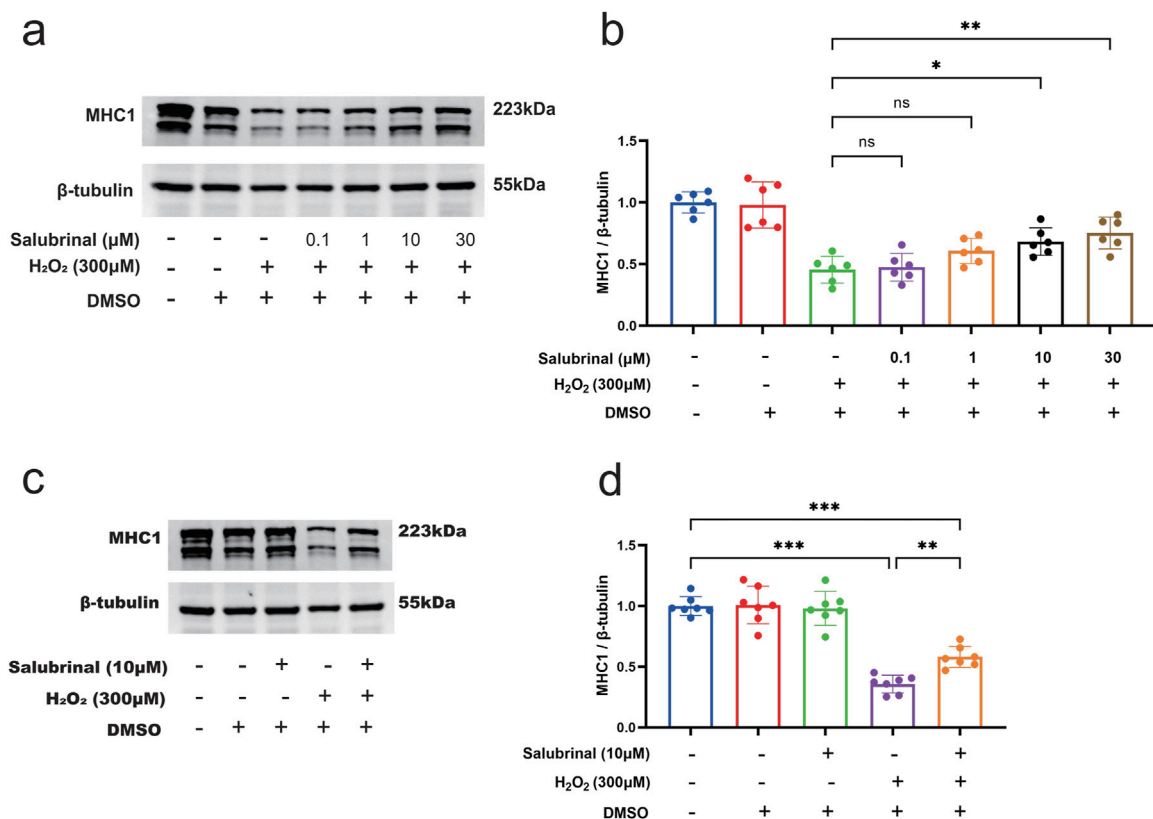 a
MHC1
223kDa
β-tubulin
55kDa
Salubrinal (μM) - - - 0.1 1 10 30
H₂O₂ (300μM) - - + + + + +
DMSO - + + + + + +
b
**
*
ns
ns
MHC1 / β-tubulin
1.5
1.0
0.5
0.0
Salubrinal (μM) - - - 0.1 1 10 30
H₂O₂ (300μM) - - + + + + +
DMSO - + + + + + +
c
MHC1
223kDa
β-tubulin
55kDa
Salubrinal (10μM) - - + - +
H₂O₂ (300μM) - - - + +
DMSO - + + + +
d
***
*** **
MHC1 / β-tubulin
1.5
1.0
0.5
0.0
Salubrinal (10μM) - - + - +
H₂O₂ (300μM) - - - + +
DMSO - + + + +